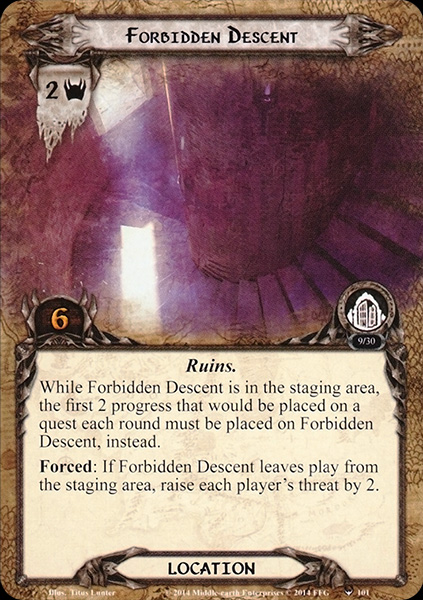 Forbidden Descent
2
6
9/30
Ruins.
While Forbidden Descent is in the staging area,
the first 2 progress that would be placed on a
quest each round must be placed on Forbidden
Descent, instead.
Forced: If Forbidden Descent leaves play from
the staging area, raise each player's threat by 2.
LOCATION
Illus. Titus Lunter © 2014 Middle-earth Enterprises © 2014 FFG 101